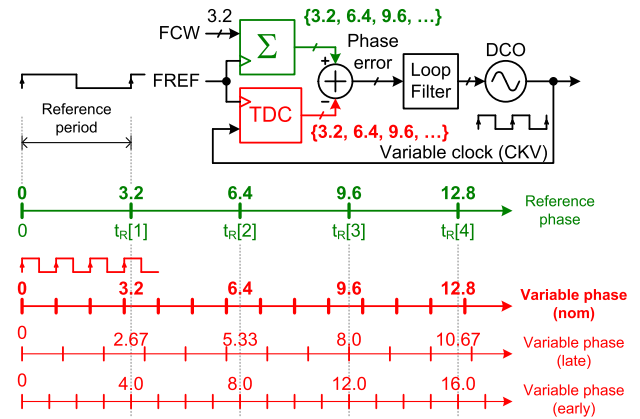 3.2
{3.2, 6.4, 9.6, …}
FCW
Σ
Phase
error
DCO
FREF
+
Loop
Filter
Reference
period
TDC
−
{3.2, 6.4, 9.6, …}
Variable clock (CKV)
0 3.2 6.4 9.6 12.8
Reference
phase
0 tR[1] tR[2] tR[3] tR[4]
0 3.2 6.4 9.6 12.8
Variable phase
(nom)
0 2.67 5.33 8.0 10.67
Variable phase
(late)
0 4.0 8.0 12.0 16.0
Variable phase
(early)